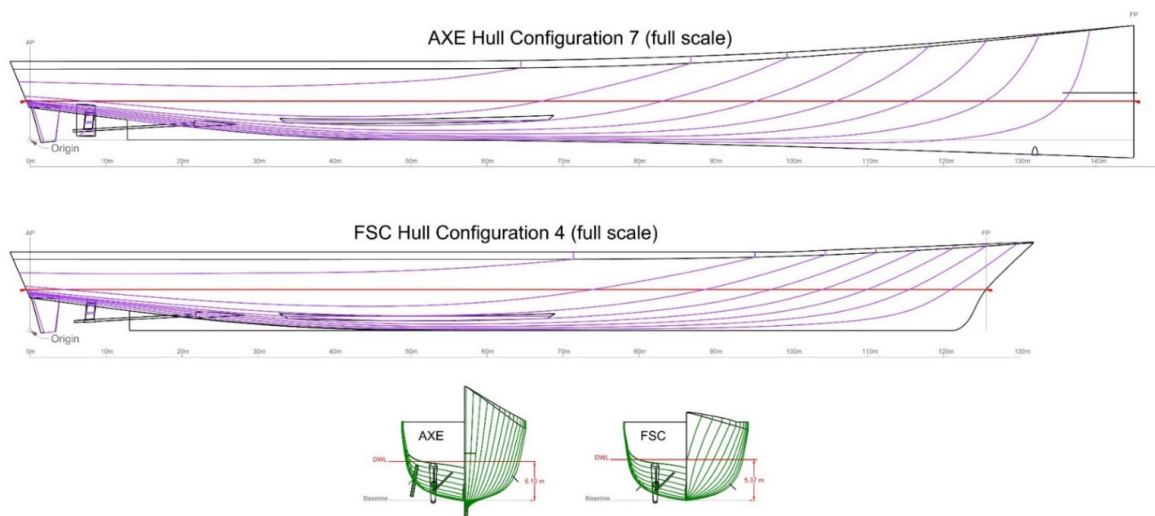 AXE Hull Configuration 7 (full scale)
AP
FP
Origin
0m 10m 20m 30m 40m 50m 60m 70m 80m 90m 100m 110m 120m 130m 140m
FSC Hull Configuration 4 (full scale)
AP
FP
Origin
0m 10m 20m 30m 40m 50m 60m 70m 80m 90m 100m 110m 120m 130m
AXE
DWL
5.10 m
Baseline
FSC
DWL
5.37 m
Baseline